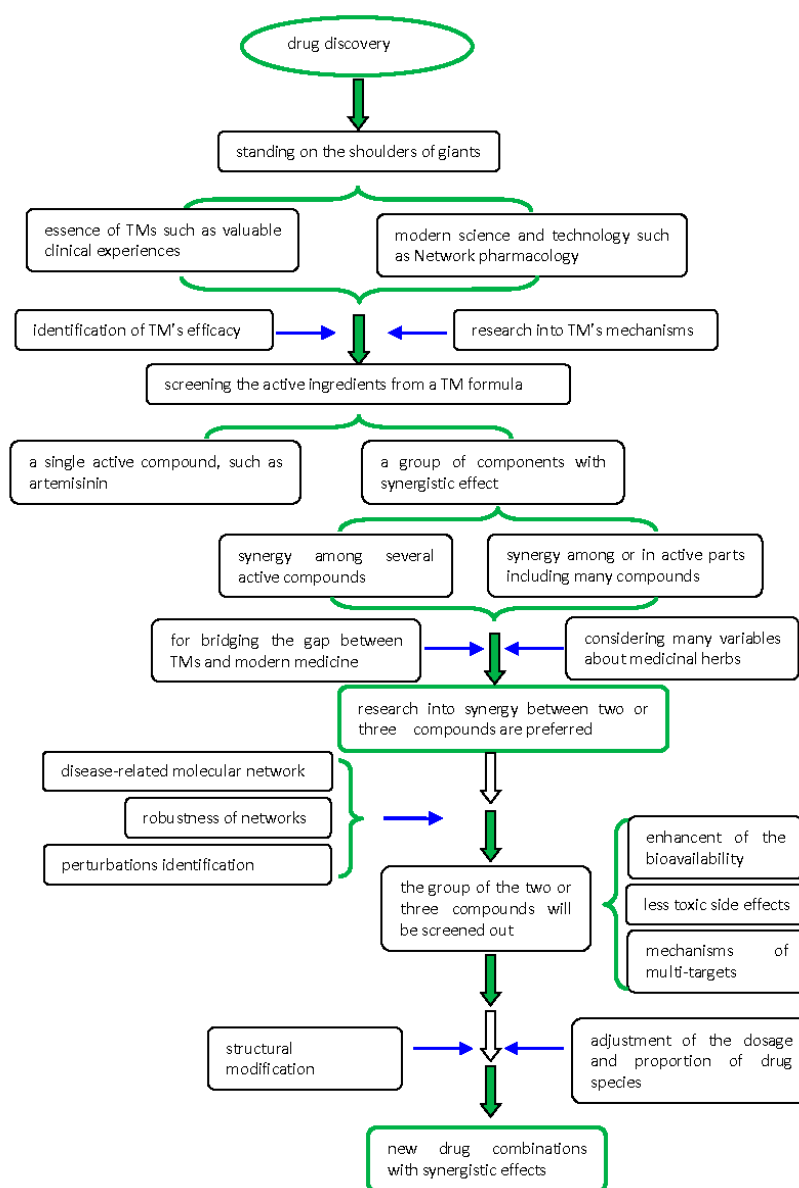 drug discovery
standing on the shoulders of giants
essence of TMs such as valuable
clinical experiences
modern science and technology such
as Network pharmacology
identification of TM's efficacy
research into TM's mechanisms
screening the active ingredients from a TM formula
a single active compound, such as
artemisinin
a group of components with
synergistic effect
synergy among several
active compounds
synergy among or in active parts
including many compounds
for bridging the gap between
TMs and modern medicine
considering many variables
about medicinal herbs
research into synergy between two or
three compounds are preferred
disease-related molecular network
robustness of networks
perturbations identification
enhancent of the
bioavailability
less toxic side effects
mechanisms of
multi-targets
the group of the two or
three compounds will
be screened out
structural
modification
adjustment of the dosage
and proportion of drug
species
new drug combinations
with synergistic effects